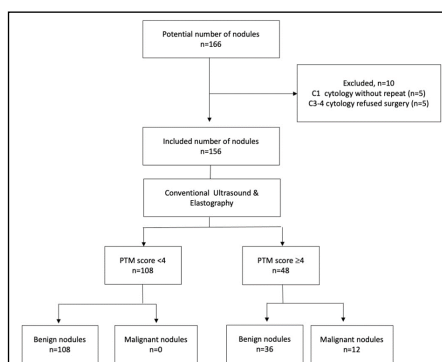 Potential number of nodules
n=166
Excluded, n=10
C1 cytology without repeat (n=5)
C3-4 cytology refused surgery (n=5)
Included number of nodules
n=156
Conventional Ultrasound &
Elastography
PTM score <4
n=108
PTM score ≥4
n=48
Benign nodules
n=108
Malignant nodules
n=0
Benign nodules
n=36
Malignant nodules
n=12